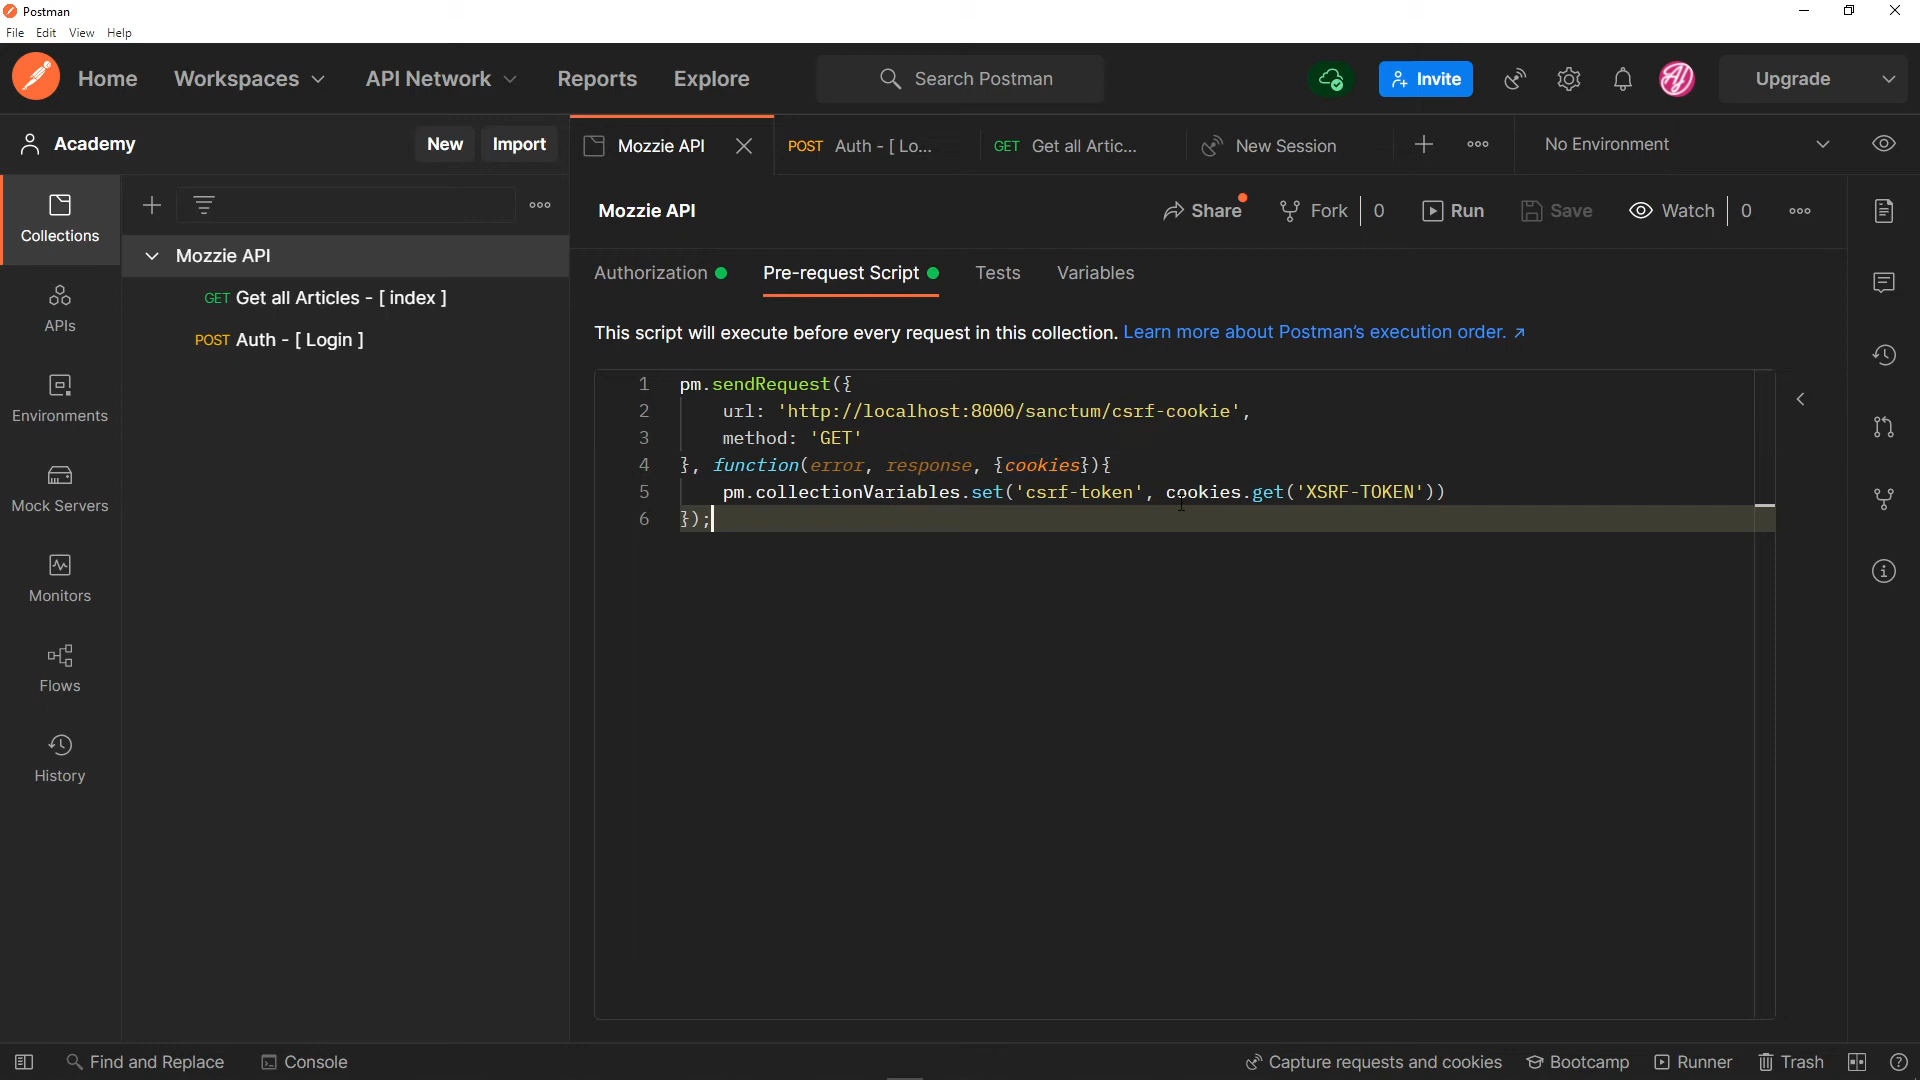 Postman
File Edit View Help
Home Workspaces API Network Reports Explore Search Postman Invite Upgrade
Academy New Import Mozzie API POST Auth - [ Lo... GET Get all Artic... New Session No Environment
Collections
APIs
Environments
Mock Servers
Monitors
Flows
History
Mozzie API
GET Get all Articles - [ index ]
POST Auth - [ Login ]
Mozzie API Share Fork 0 Run Save Watch 0
Authorization Pre-request Script Tests Variables
This script will execute before every request in this collection. Learn more about Postman's execution order. ↗
1 pm.sendRequest({
2 url: 'http://localhost:8000/sanctum/csrf-cookie',
3 method: 'GET'
4 }, function(error, response, {cookies}){
5 pm.collectionVariables.set('csrf-token', cookies.get('XSRF-TOKEN'))
6 });
Find and Replace Console Capture requests and cookies Bootcamp Runner Trash